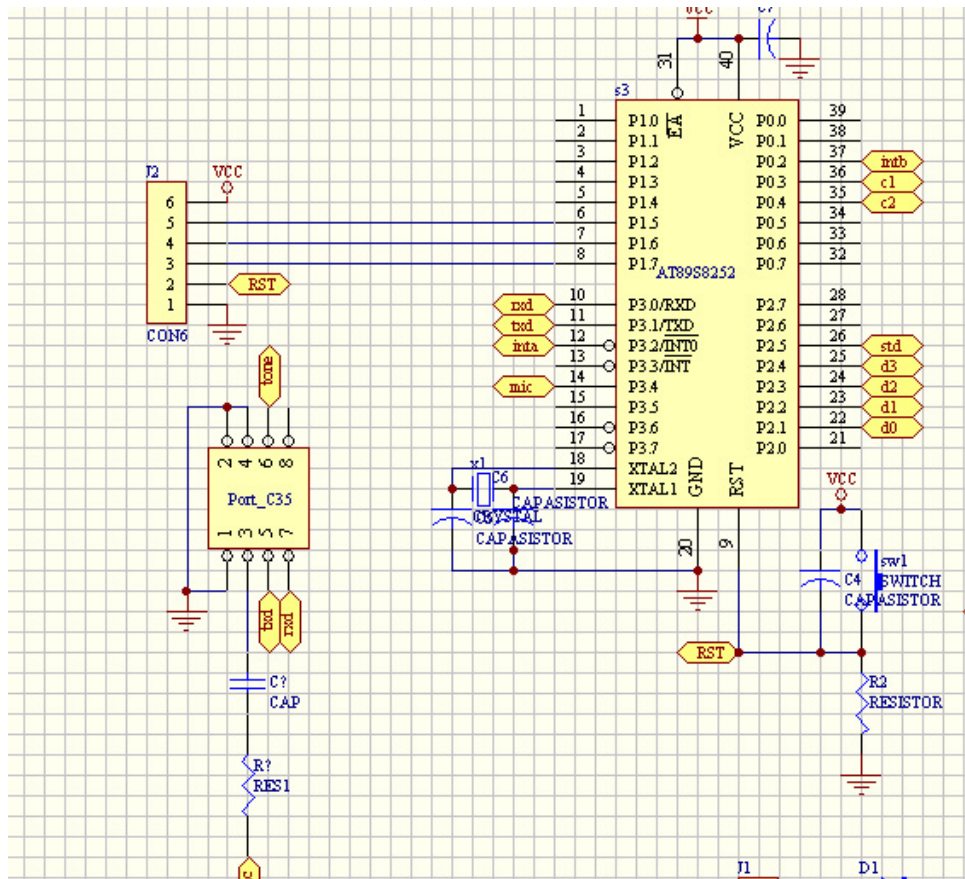 VCC
31
40
s3
1 P1.0 EA VCC P0.0 39
2 P1.1 P0.1 38
3 P1.2 P0.2 37 intb
4 P1.3 P0.3 36 c1
5 P1.4 P0.4 35 c2
6 P1.5 P0.5 34
7 P1.6 P0.6 33
8 P1.7 P0.7 32
AT89S8252
rxd 10 P3.0/RXD P2.7 28
txd 11 P3.1/TXD P2.6 27
inta 12 P3.2/INT0 P2.5 26 std
13 P3.3/INT P2.4 25 d3
mic 14 P3.4 P2.3 24 d2
15 P3.5 P2.2 23 d1
16 P3.6 P2.1 22 d0
17 P3.7 P2.0 21
18 XTAL2 GND RST
19 XTAL1
20
9
J2
VCC
6
5
4
3
2 RST
1
CON6
tone
2 4 6 8
Port_C35
1 3 5 7
txd rxd
C?
CAP
R?
RES1
x1
C6
CAPASISTOR
CRYSTAL
CAPASISTOR
VCC
sw1
C4 SWITCH
CAPASISTOR
RST
R2
RESISTOR
J1
D1